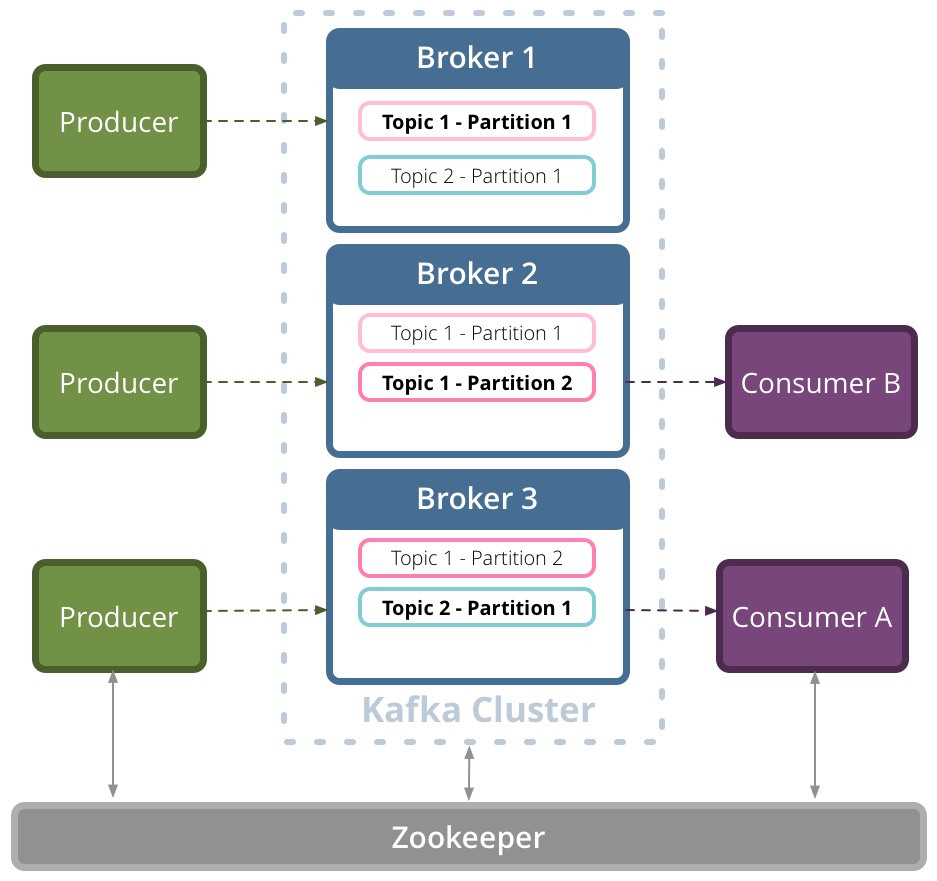 Broker 1
Producer
Topic 1 - Partition 1
Topic 2 - Partition 1
Broker 2
Topic 1 - Partition 1
Producer
Topic 1 - Partition 2
Consumer B
Broker 3
Topic 1 - Partition 2
Producer
Topic 2 - Partition 1
Consumer A
Kafka Cluster
Zookeeper